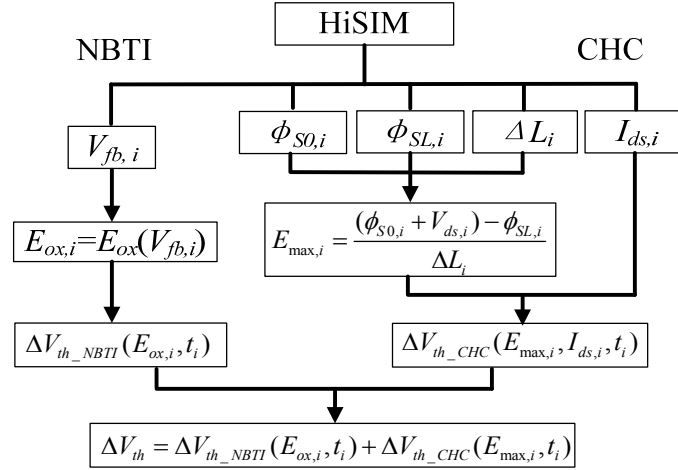 HiSIM
NBTI
CHC
V_{fb, i}
ϕ_{S0,i}
ϕ_{SL,i}
ΔL_i
I_{ds,i}
E_{ox,i}=E_{ox}(V_{fb,i})
E_{max,i} = \frac{(ϕ_{S0,i} + V_{ds,i}) − ϕ_{SL,i}}{ΔL_i}
ΔV_{th_NBTI}(E_{ox,i}, t_i)
ΔV_{th_CHC}(E_{max,i}, I_{ds,i}, t_i)
ΔV_{th} = ΔV_{th_NBTI}(E_{ox,i}, t_i) + ΔV_{th_CHC}(E_{max,i}, t_i)